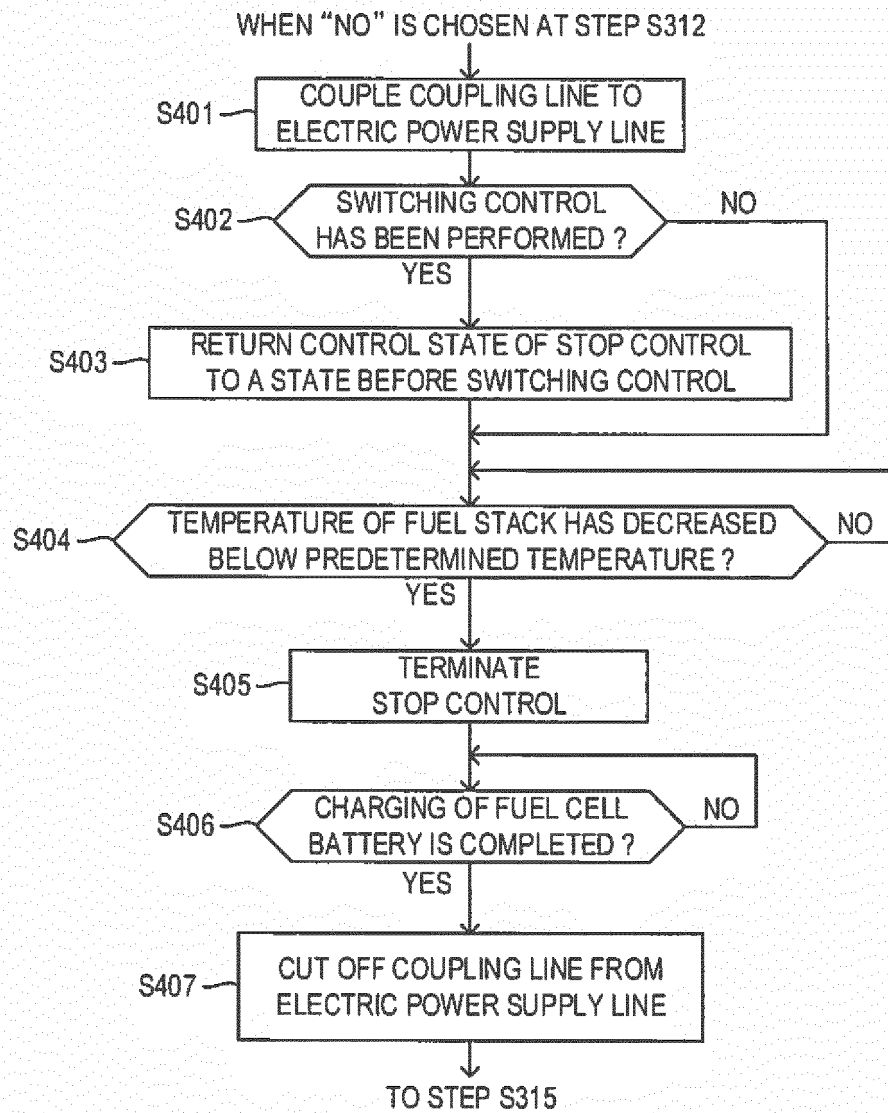 WHEN “NO” IS CHOSEN AT STEP S312
S401
COUPLE COUPLING LINE TO
ELECTRIC POWER SUPPLY LINE
S402
SWITCHING CONTROL
HAS BEEN PERFORMED ?
NO
YES
S403
RETURN CONTROL STATE OF STOP CONTROL
TO A STATE BEFORE SWITCHING CONTROL
S404
TEMPERATURE OF FUEL STACK HAS DECREASED
BELOW PREDETERMINED TEMPERATURE ?
NO
YES
S405
TERMINATE
STOP CONTROL
S406
CHARGING OF FUEL CELL
BATTERY IS COMPLETED ?
NO
YES
S407
CUT OFF COUPLING LINE FROM
ELECTRIC POWER SUPPLY LINE
TO STEP S315